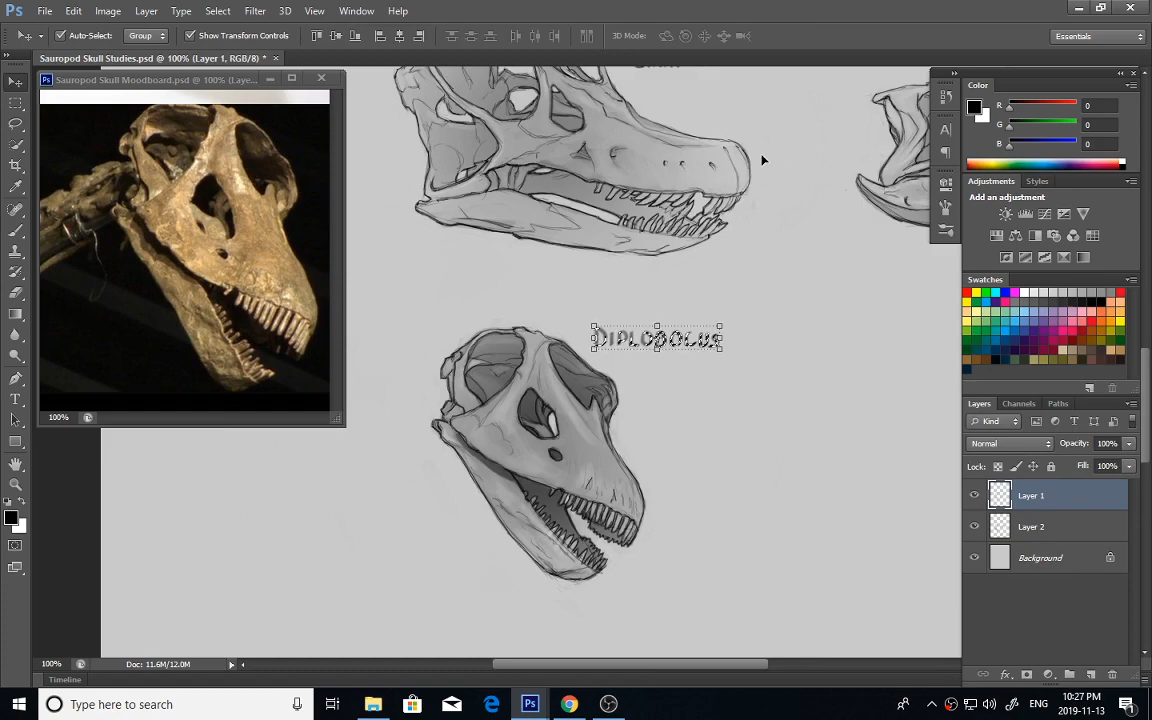 Ps File Edit Image Layer Type Select Filter 3D View Window Help
Auto-Select: Group Show Transform Controls 3D Mode: Essentials
Sauropod Skull Studies.psd @ 100% (Layer 1, RGB/8) *
Ps Sauropod Skull Moodboard.psd @ 100% (Laye...
Color
R 0
G 0
B 0
Adjustments Styles
Add an adjustment
Swatches
DIPLODOCUS
100%
Layers Channels Paths
Kind
Normal Opacity: 100%
Lock: Fill: 100%
Layer 1
Layer 2
Background
100% Doc: 11.6M/12.0M
Timeline
Type here to search
Ps
ENG
10:27 PM
2019-11-13
1